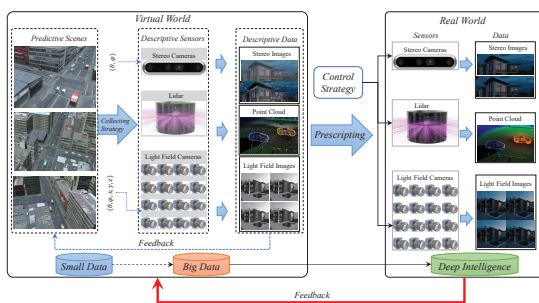 Virtual World
Real World
Predictive Scenes
Descriptive Sensors
Descriptive Data
Sensors
Data
Stereo Cameras
Stereo Images
(θ, φ)
Lidar
Collecting
Strategy
Point Cloud
Light Field Cameras
Light Field Images
(θ, φ, x, y, z)
Control
Strategy
Prescripting
Stereo Cameras
Stereo Images
Lidar
Point Cloud
Light Field Cameras
Light Field Images
Feedback
Small Data
Big Data
Deep Intelligence
Feedback